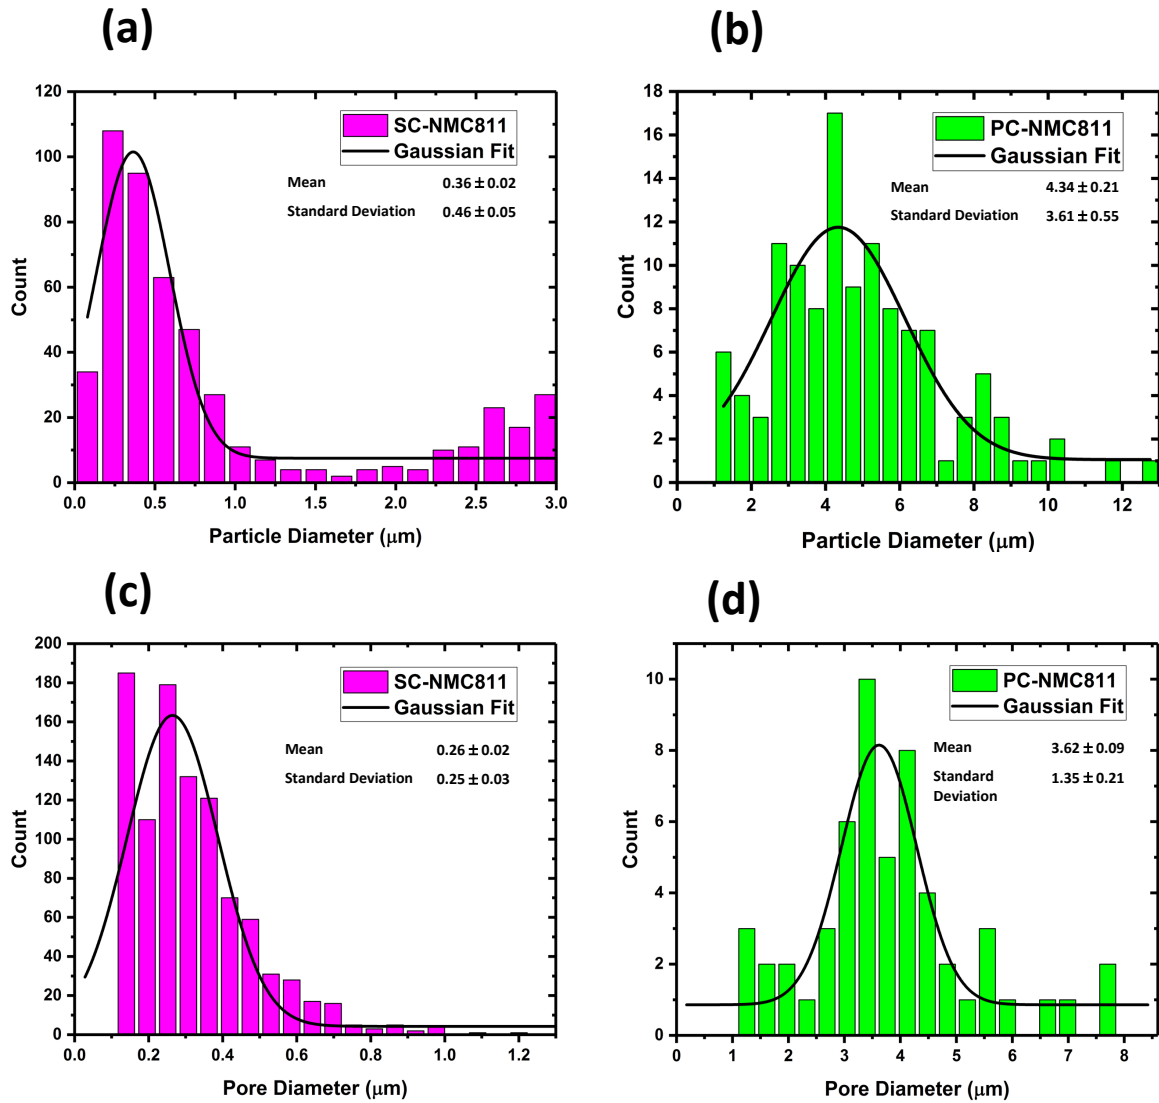 (a)
120
100
80
60
40
20
0
Count
SC-NMC811
Gaussian Fit
Mean 0.36 ± 0.02
Standard Deviation 0.46 ± 0.05
0.0 0.5 1.0 1.5 2.0 2.5 3.0
Particle Diameter (μm)
(b)
18
16
14
12
10
8
6
4
2
0
Count
PC-NMC811
Gaussian Fit
Mean 4.34 ± 0.21
Standard Deviation 3.61 ± 0.55
0 2 4 6 8 10 12
Particle Diameter (μm)
(c)
200
180
160
140
120
100
80
60
40
20
0
Count
SC-NMC811
Gaussian Fit
Mean 0.26 ± 0.02
Standard Deviation 0.25 ± 0.03
0.0 0.2 0.4 0.6 0.8 1.0 1.2
Pore Diameter (μm)
(d)
10
8
6
4
2
0
Count
PC-NMC811
Gaussian Fit
Mean 3.62 ± 0.09
Standard 1.35 ± 0.21
Deviation
0 1 2 3 4 5 6 7 8
Pore Diameter (μm)